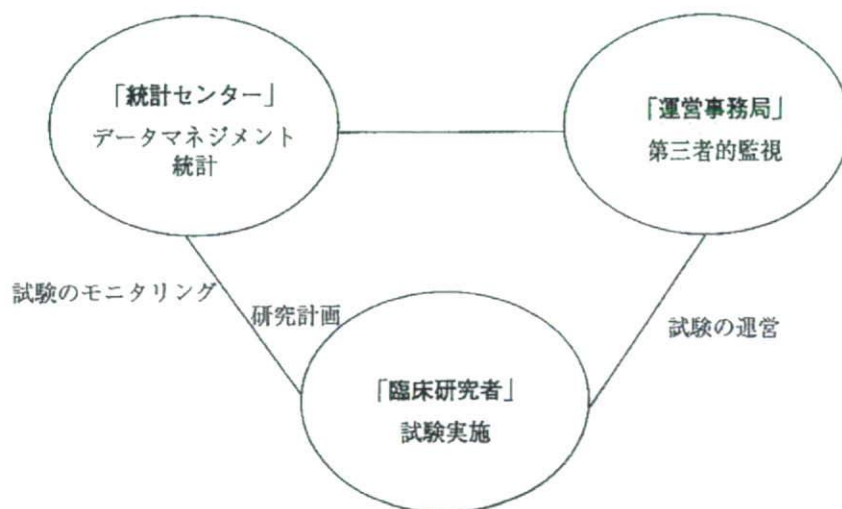 「統計センター」
データマネジメント
統計
「運営事務局」
第三者的監視
試験のモニタリング
研究計画
試験の運営
「臨床研究者」
試験実施